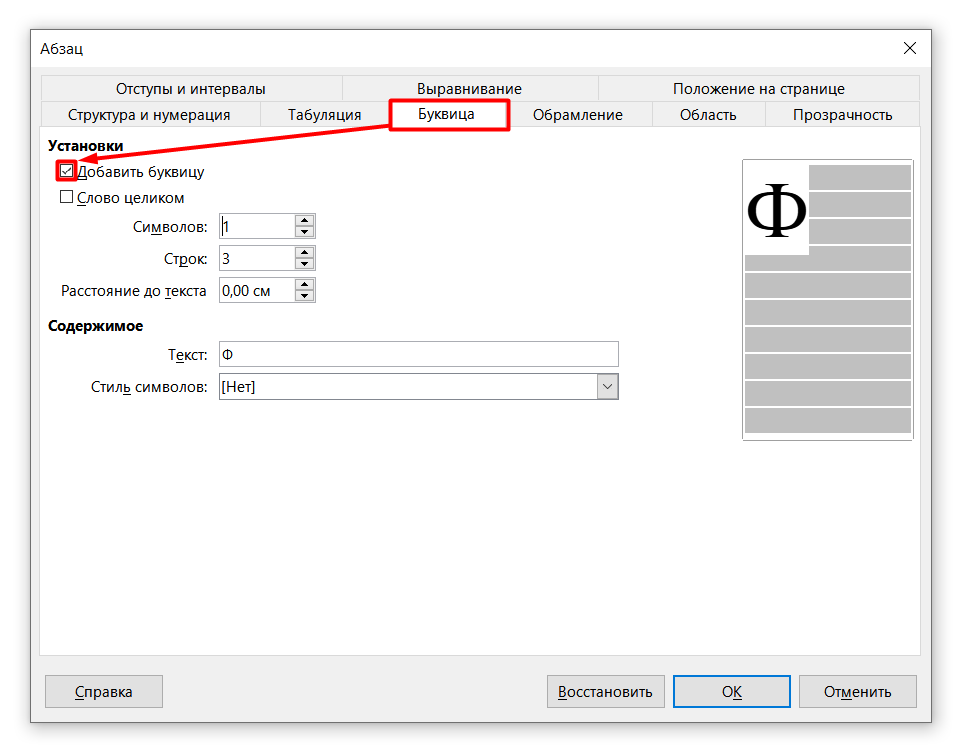 Абзац
Отступы и интервалы Выравнивание Положение на странице
Структура и нумерация Табуляция Буквица Обрамление Область Прозрачность
Установки
Добавить буквицу
Слово целиком
Символов: 1
Строк: 3
Расстояние до текста 0,00 см
Ф
Содержимое
Текст: Ф
Стиль символов: [Нет]
Справка Восстановить ОК Отменить